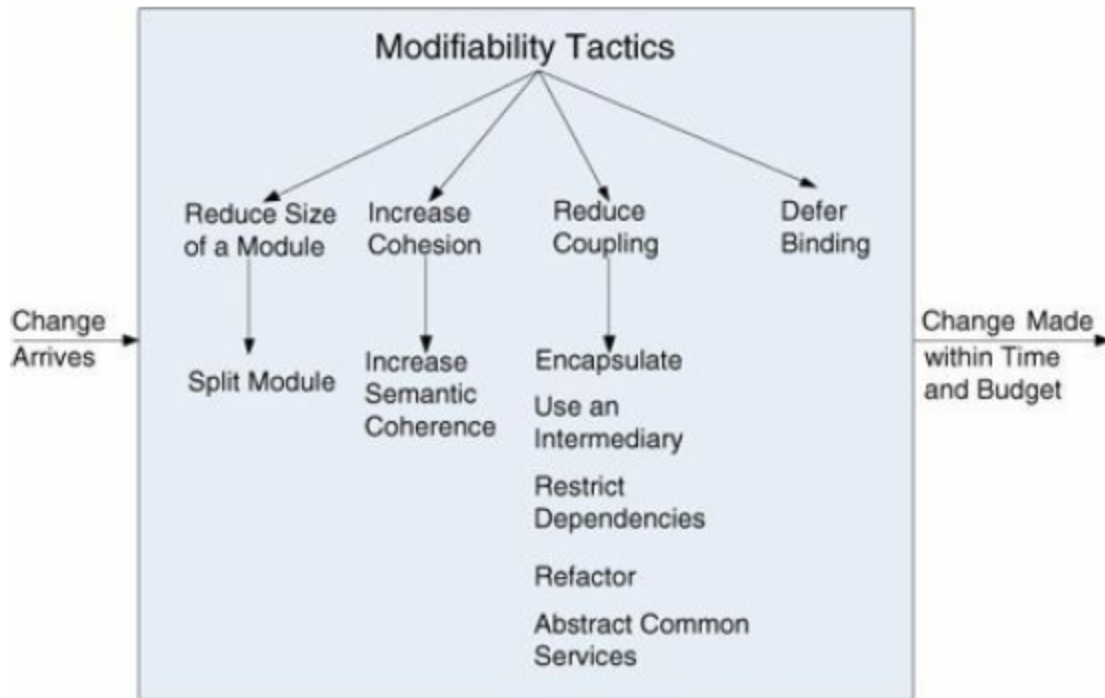 Modifiability Tactics
Reduce Size
of a Module
Increase
Cohesion
Reduce
Coupling
Defer
Binding
Change
Arrives
Split Module
Increase
Semantic
Coherence
Encapsulate
Use an
Intermediary
Restrict
Dependencies
Refactor
Abstract Common
Services
Change Made
within Time
and Budget